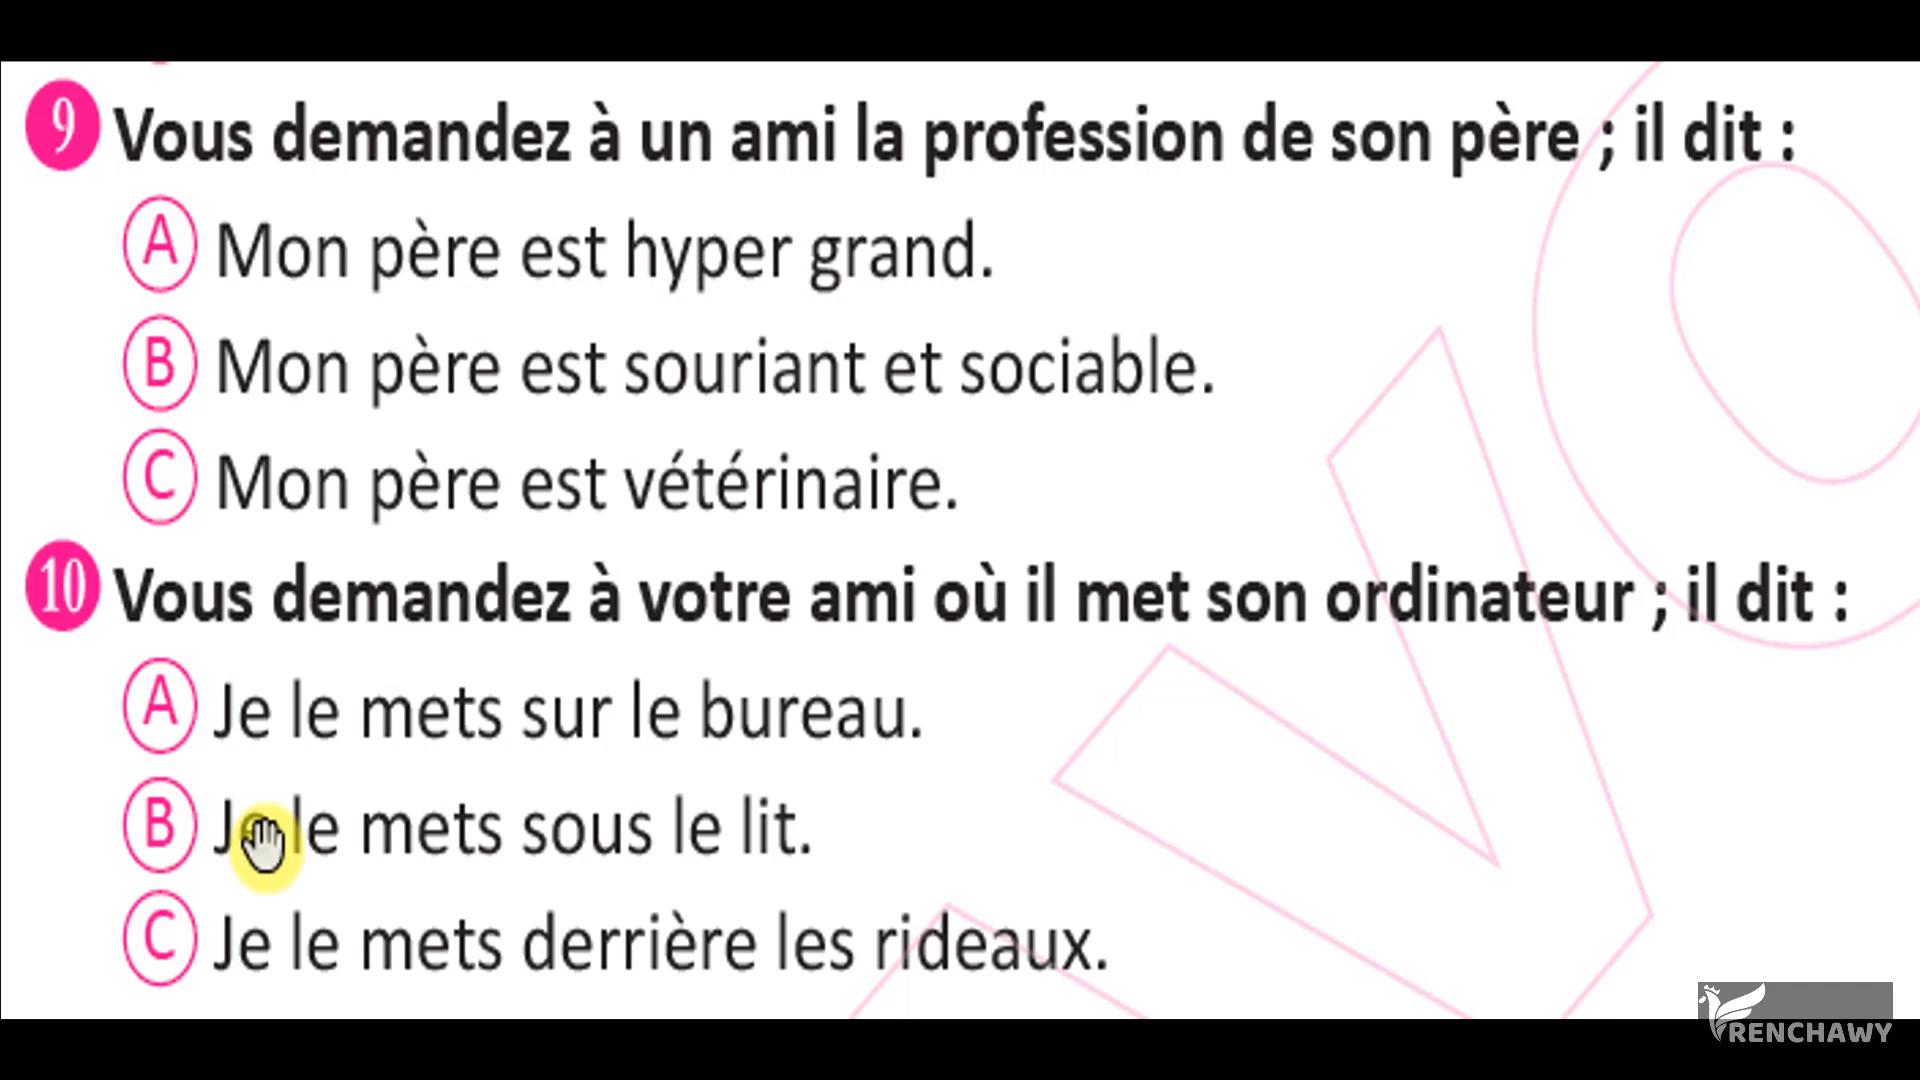 9 Vous demandez à un ami la profession de son père ; il dit :
A Mon père est hyper grand.
B Mon père est souriant et sociable.
C Mon père est vétérinaire.
10 Vous demandez à votre ami où il met son ordinateur ; il dit :
A Je le mets sur le bureau.
B Je le mets sous le lit.
C Je le mets derrière les rideaux.
RENCHAWY